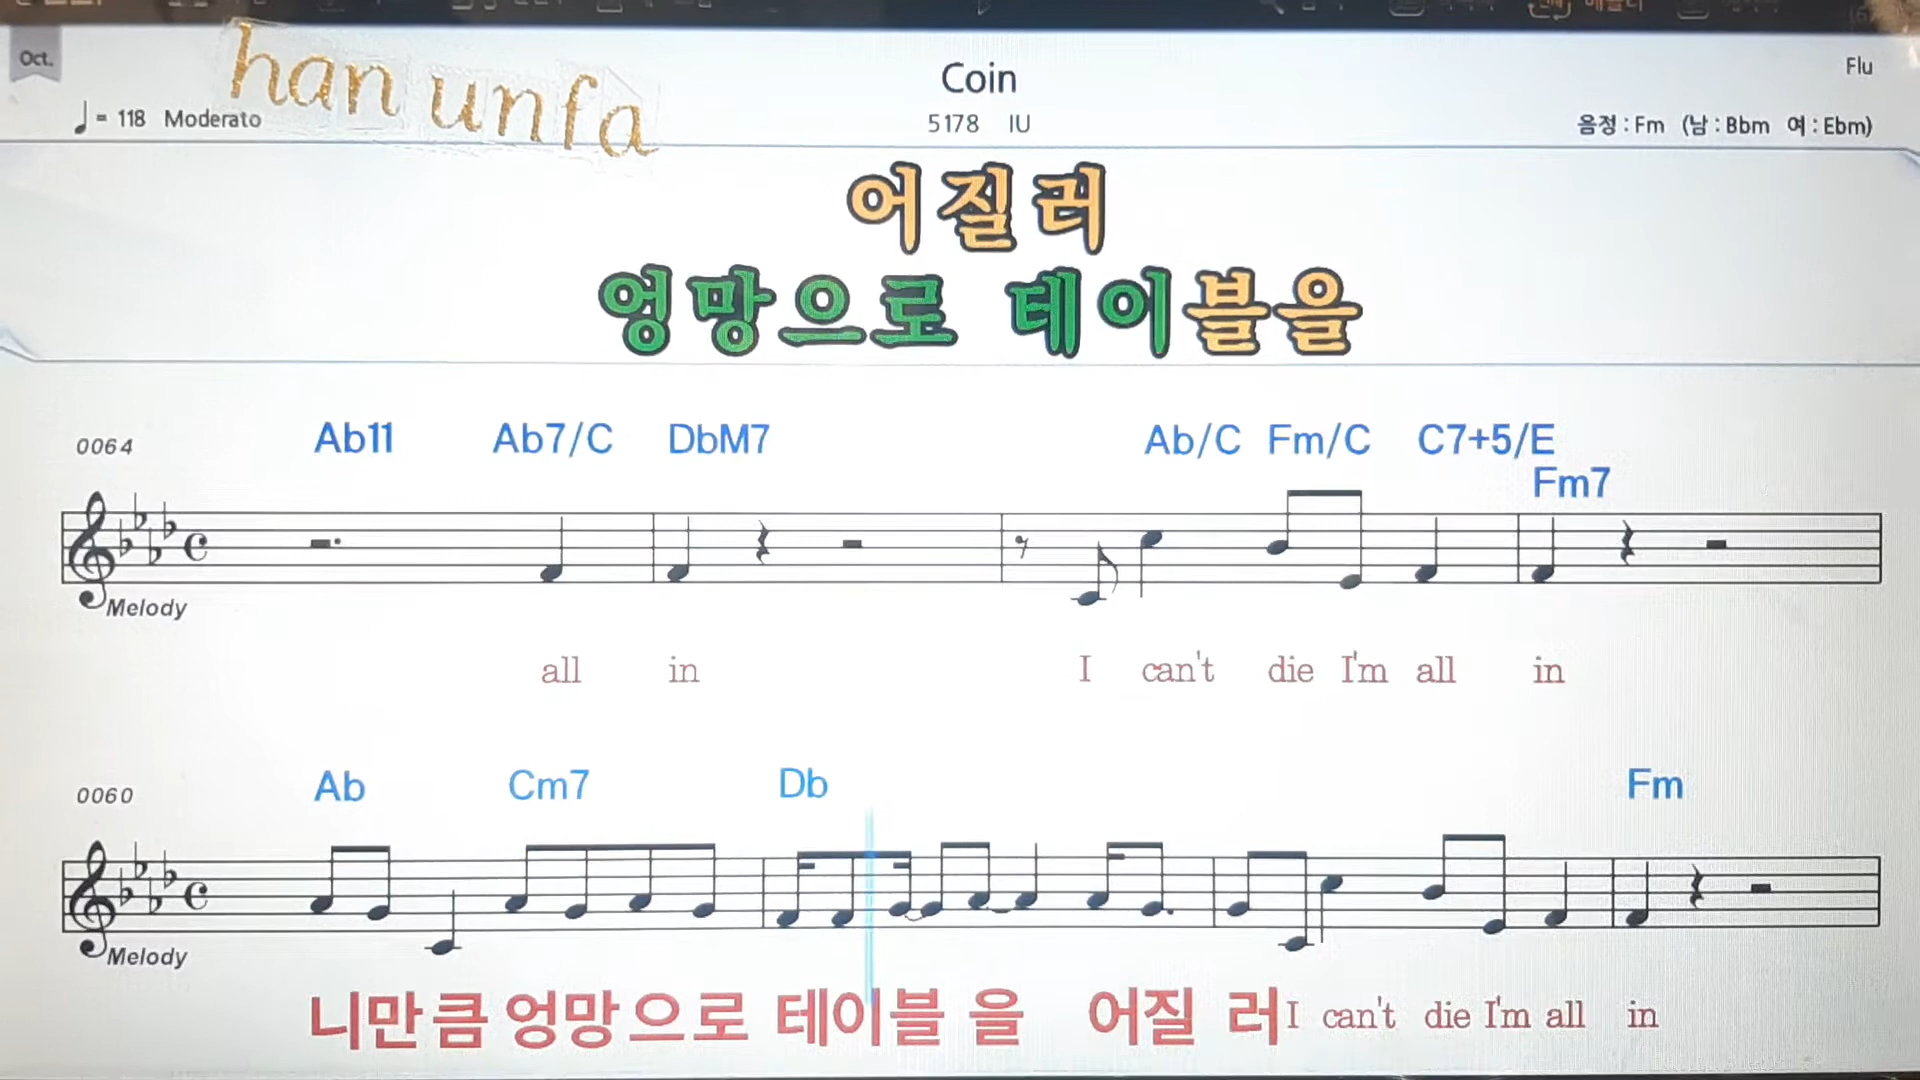 Oct.
han unfa
Coin
Flu
♩= 118 Moderato
5178 IU
음정 : Fm (남 : Bbm 여 : Ebm)
어질러
엉망으로 테이블을
0064
Ab11 Ab7/C DbM7 Ab/C Fm/C C7+5/E
Fm7
Melody
all in I can't die I'm all in
0060
Ab Cm7 Db Fm
Melody
니만큼 엉망으로 테이블 을 어질 러 I can't die I'm all in